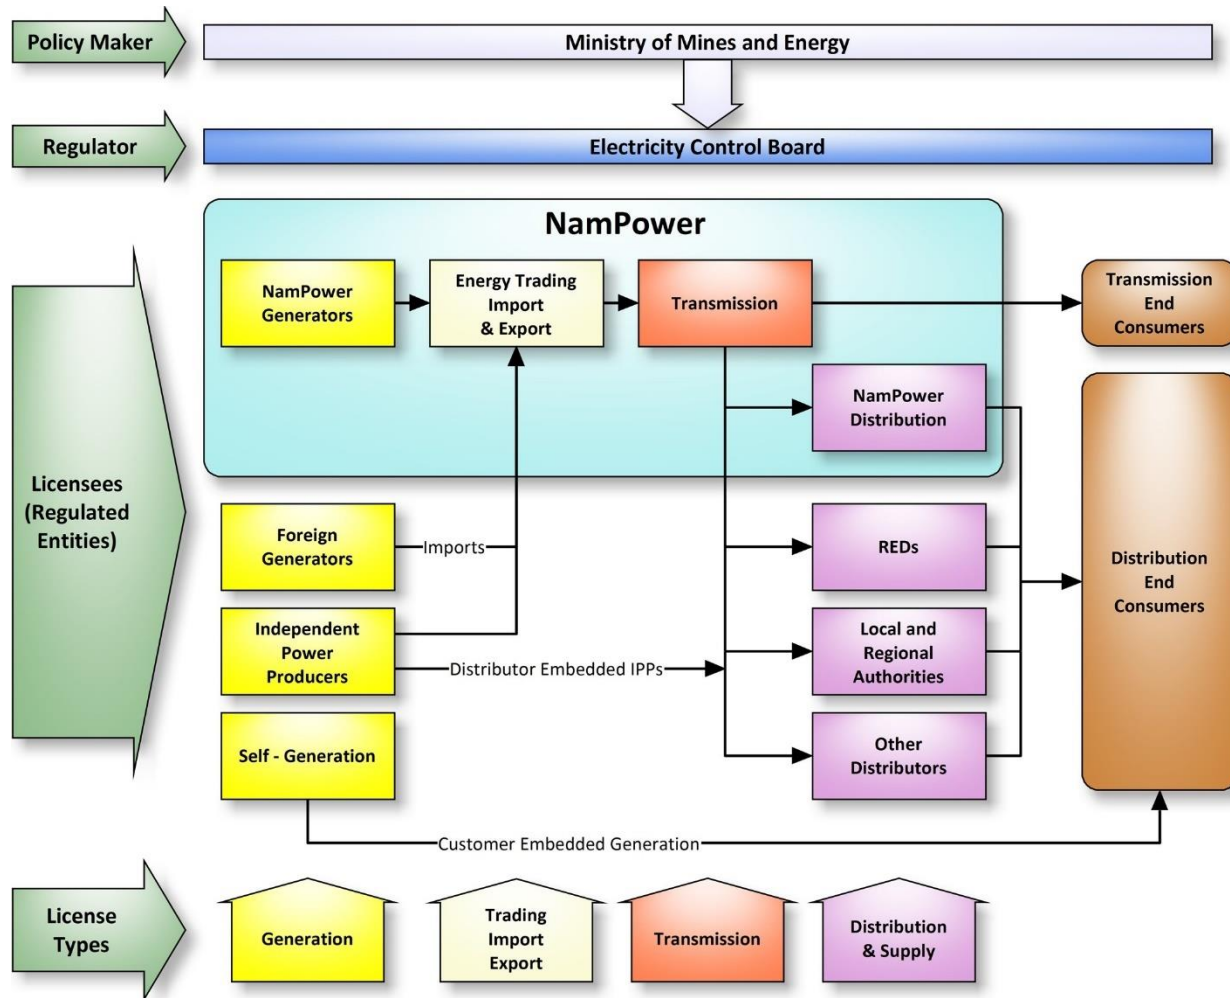 Policy Maker
Ministry of Mines and Energy
Regulator
Electricity Control Board
NamPower
NamPower
Generators
Energy Trading
Import
& Export
Transmission
Transmission
End
Consumers
NamPower
Distribution
Licensees
(Regulated
Entities)
Foreign
Generators
Imports
REDs
Distribution
End
Consumers
Independent
Power
Producers
Distributor Embedded IPPs
Local and
Regional
Authorities
Self - Generation
Other
Distributors
Customer Embedded Generation
License
Types
Generation
Trading
Import
Export
Transmission
Distribution
& Supply